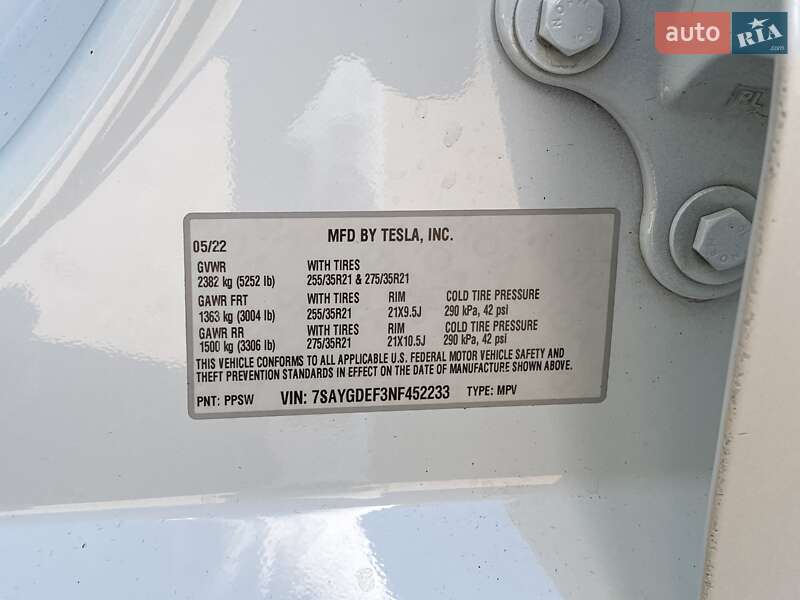 auto RIA.com
05/22 MFD BY TESLA, INC.
GVWR WITH TIRES
2382 kg (5252 lb) 255/35R21 & 275/35R21
GAWR FRT WITH TIRES RIM COLD TIRE PRESSURE
1363 kg (3004 lb) 255/35R21 21X9.5J 290 kPa, 42 psi
GAWR RR WITH TIRES RIM COLD TIRE PRESSURE
1500 kg (3306 lb) 275/35R21 21X10.5J 290 kPa, 42 psi
THIS VEHICLE CONFORMS TO ALL APPLICABLE U.S. FEDERAL MOTOR VEHICLE SAFETY AND
THEFT PREVENTION STANDARDS IN EFFECT ON THE DATE OF MANUFACTURE SHOWN ABOVE.
PNT: PPSW VIN: 7SAYGDEF3NF452233 TYPE: MPV